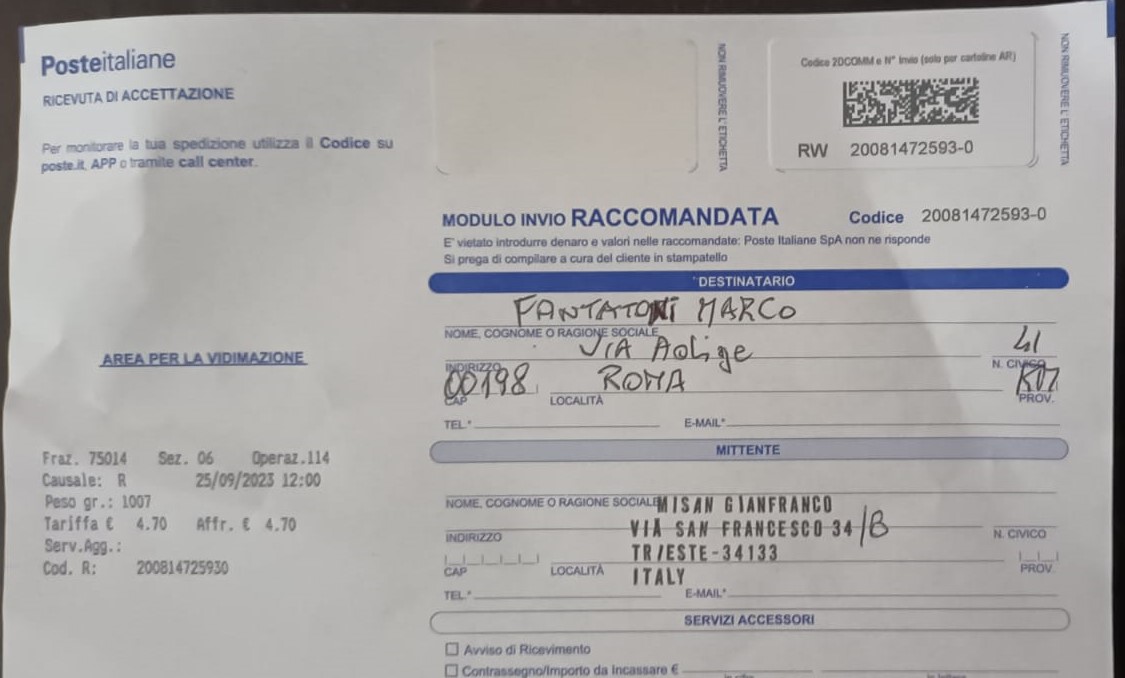 Posteitaliane
RICEVUTA DI ACCETTAZIONE
Per monitorare la tua spedizione utilizza il Codice su
poste.it, APP o tramite call center.
NON RIMUOVERE L'ETICHETTA
Codice 2DCOMM e N° Invio (solo per cartoline AR)
RW 20081472593-0
NON RIMUOVERE L'ETICHETTA
MODULO INVIO RACCOMANDATA Codice 20081472593-0
E' vietato introdurre denaro e valori nelle raccomandate: Poste Italiane SpA non ne risponde
Si prega di compilare a cura del cliente in stampatello
DESTINATARIO
FANTATONI MARCO
NOME, COGNOME O RAGIONE SOCIALE
VIA Adige 41
INDIRIZZO N. CIVICO
00198 ROMA RM
CAP LOCALITÀ PROV.
TEL.* E-MAIL*
MITTENTE
NOME, COGNOME O RAGIONE SOCIALE MISAN GIANFRANCO
VIA SAN FRANCESCO 34/B
INDIRIZZO N. CIVICO
TRIESTE-34133
CAP LOCALITÀ ITALY PROV.
TEL.* E-MAIL*
SERVIZI ACCESSORI
Avviso di Ricevimento
Contrassegno/Importo da incassare €
in cifre in lettere
AREA PER LA VIDIMAZIONE
Fraz. 75014 Sez. 06 Operaz.114
Causale: R 25/09/2023 12:00
Peso gr.: 1007
Tariffa € 4.70 Affr. € 4.70
Serv.Agg.:
Cod. R: 200814725930